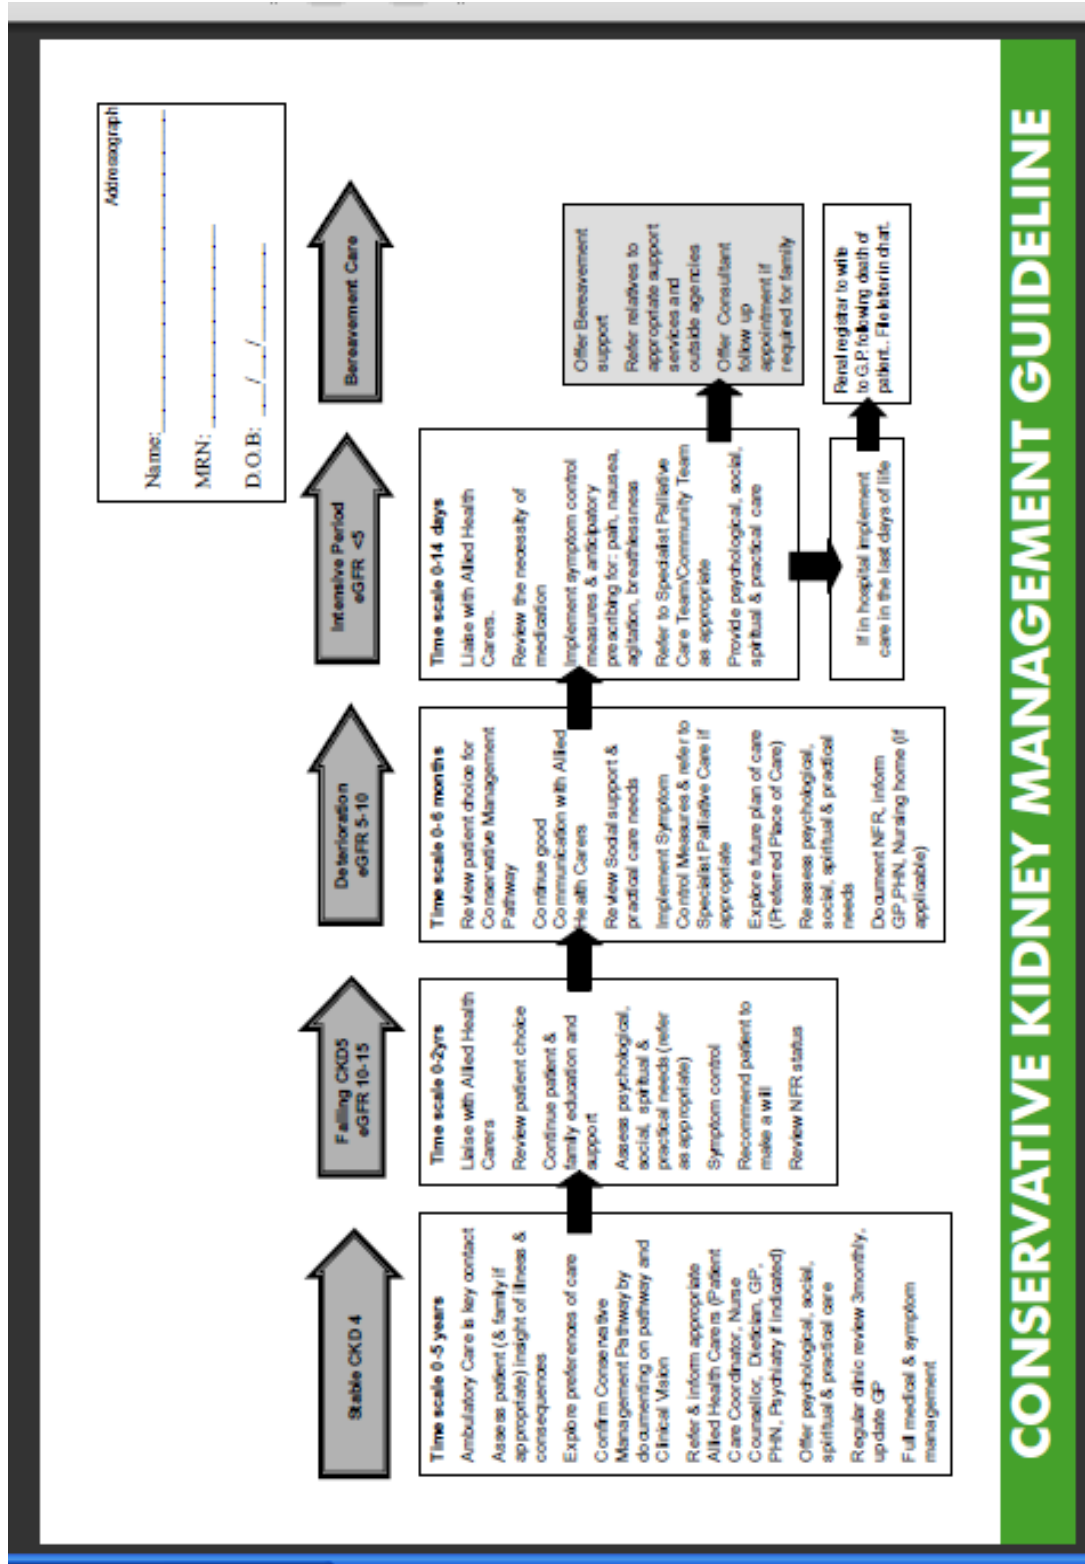 Addressograph
Name:
MRN:
D.O.B: / /
Stable CKD 4
Falling CKD5
eGFR 10-15
Deterioration
eGFR 5-10
Intensive Period
eGFR <5
Bereavement Care
Time scale 0-5 years
Ambulatory Care is key contact
Assess patient (& family if
appropriate) insight of illness &
consequences
Explore preferences of care
Confirm Conservative
Management Pathway by
documenting on pathway and
Clinical Vision
Refer & inform appropriate
Allied Health Carers (Patient
Care Coordinator, Nurse
Counsellor, Dietician, GP,
PHN, Psychiatry if indicated)
Offer psychological, social,
spiritual & practical care
Regular clinic review 3monthly,
update GP
Full medical & symptom
management
Time scale 0-2yrs
Liaise with Allied Health
Carers
Review patient choice
Continue patient &
family education and
support
Assess psychological,
social, spiritual &
practical needs (refer
as appropriate)
Symptom control
Recommend patient to
make a will
Review NFR status
Time scale 0-6 months
Review patient choice for
Conservative Management
Pathway
Continue good
Communication with Allied
Health Carers
Review Social support &
practical care needs
Implement Symptom
Control Measures & refer to
Specialist Palliative Care if
appropriate
Explore future plan of care
(Preferred Place of Care)
Reassess psychological,
social, spiritual & practical
needs
Document NFR, inform
GP,PHN, Nursing home (if
applicable)
Time scale 0-14 days
Liaise with Allied Health
Carers.
Review the necessity of
medication
Implement symptom control
measures & anticipatory
prescribing for: pain, nausea,
agitation, breathlessness
Refer to Specialist Palliative
Care Team/Community Team
as appropriate
Provide psychological, social,
spiritual & practical care
If in hospital implement
care in the last days of life
Offer Bereavement
support
Refer relatives to
appropriate support
services and
outside agencies
Offer Consultant
follow up
appointment if
required for family
Renal registrar to write
to G.P. following death of
patient.. File letter in chart.
CONSERVATIVE KIDNEY MANAGEMENT GUIDELINE